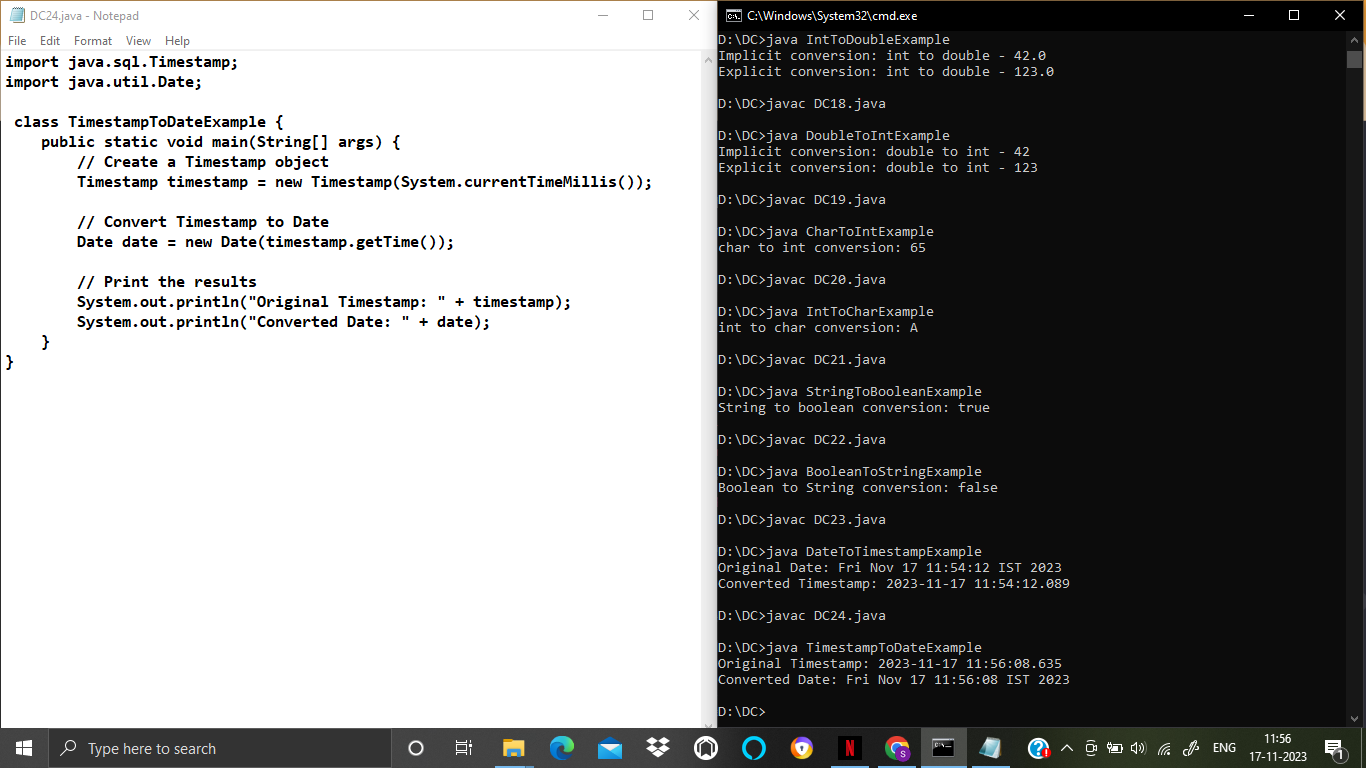 DC24.java - Notepad
File Edit Format View Help
import java.sql.Timestamp;
import java.util.Date;
class TimestampToDateExample {
public static void main(String[] args) {
// Create a Timestamp object
Timestamp timestamp = new Timestamp(System.currentTimeMillis());
// Convert Timestamp to Date
Date date = new Date(timestamp.getTime());
// Print the results
System.out.println("Original Timestamp: " + timestamp);
System.out.println("Converted Date: " + date);
}
}
C:\Windows\System32\cmd.exe
D:\DC>java IntToDoubleExample
Implicit conversion: int to double - 42.0
Explicit conversion: int to double - 123.0
D:\DC>javac DC18.java
D:\DC>java DoubleToIntExample
Implicit conversion: double to int - 42
Explicit conversion: double to int - 123
D:\DC>javac DC19.java
D:\DC>java CharToIntExample
char to int conversion: 65
D:\DC>javac DC20.java
D:\DC>java IntToCharExample
int to char conversion: A
D:\DC>javac DC21.java
D:\DC>java StringToBooleanExample
String to boolean conversion: true
D:\DC>javac DC22.java
D:\DC>java BooleanToStringExample
Boolean to String conversion: false
D:\DC>javac DC23.java
D:\DC>java DateToTimestampExample
Original Date: Fri Nov 17 11:54:12 IST 2023
Converted Timestamp: 2023-11-17 11:54:12.089
D:\DC>javac DC24.java
D:\DC>java TimestampToDateExample
Original Timestamp: 2023-11-17 11:56:08.635
Converted Date: Fri Nov 17 11:56:08 IST 2023
D:\DC>
Type here to search
ENG
11:56
17-11-2023
1